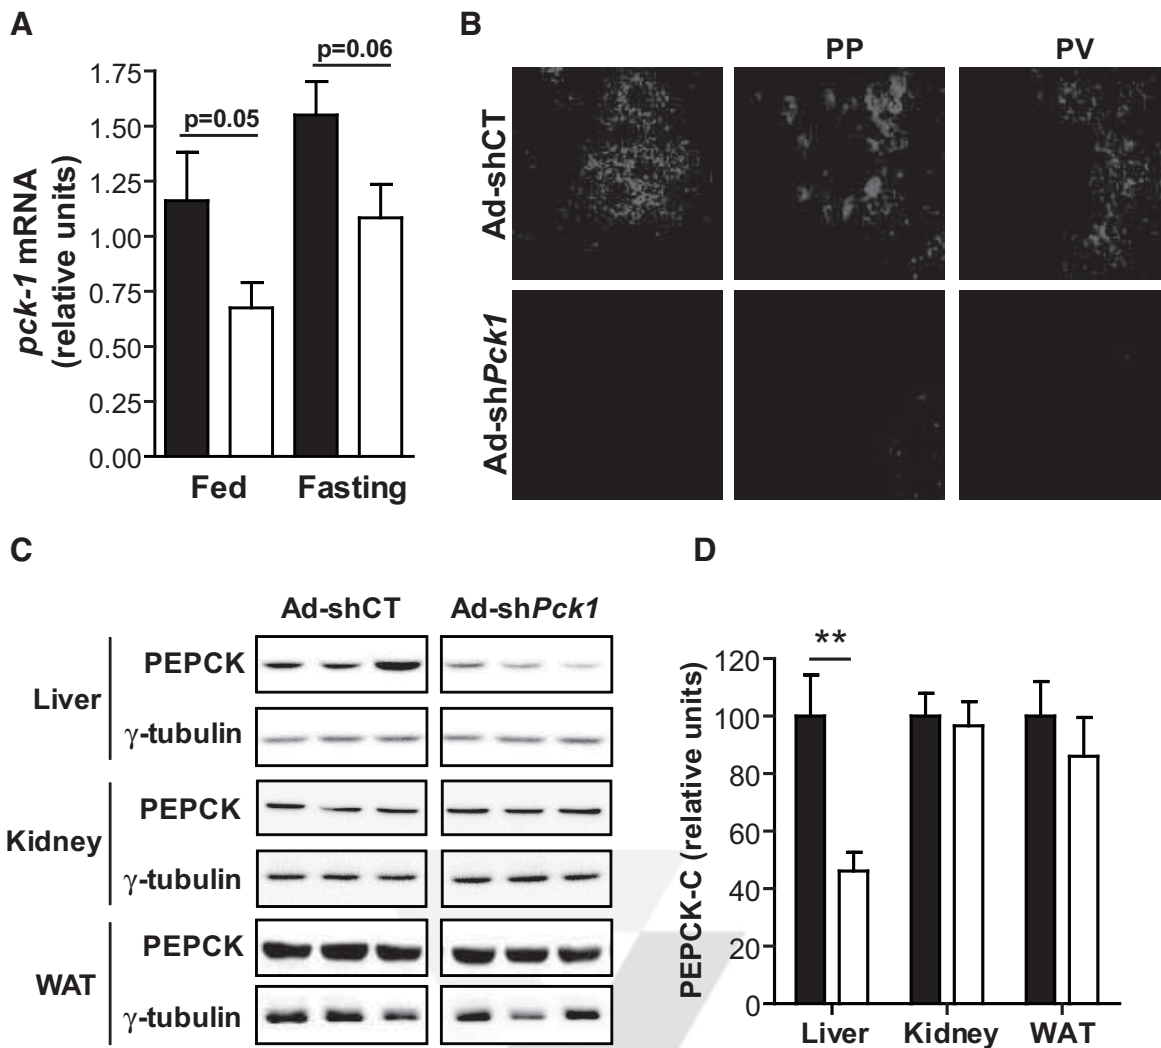 A
p=0.06
p=0.05
1.75
1.50
1.25
1.00
0.75
0.50
0.25
0.00
pck-1 mRNA
(relative units)
Fed Fasting
B
PP PV
Ad-shCT
Ad-shPck1
C
Ad-shCT Ad-shPck1
Liver
PEPCK
γ-tubulin
Kidney
PEPCK
γ-tubulin
WAT
PEPCK
γ-tubulin
D
**
120
100
80
60
40
20
0
PEPCK-C (relative units)
Liver Kidney WAT